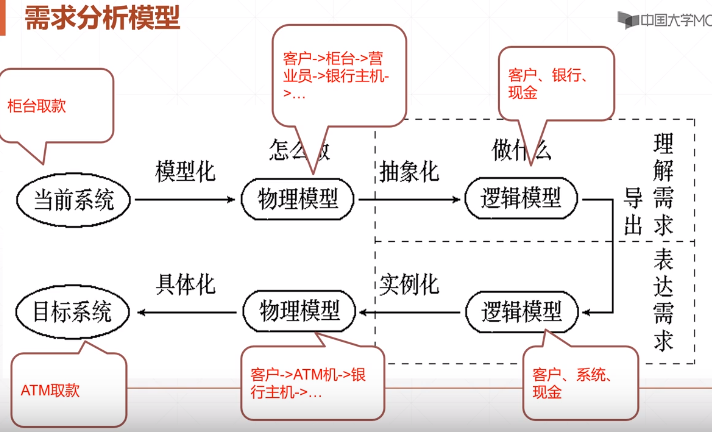 需求分析模型
中国大学MO
客户->柜台->营
业员->银行主机-
>…
客户、银行、
现金
柜台取款
怎么做
做什么
理解需求
模型化
抽象化
当前系统
物理模型
逻辑模型
导出
具体化
实例化
表达需求
目标系统
物理模型
逻辑模型
ATM取款
客户->ATM机->银
行主机->…
客户、系统、
现金